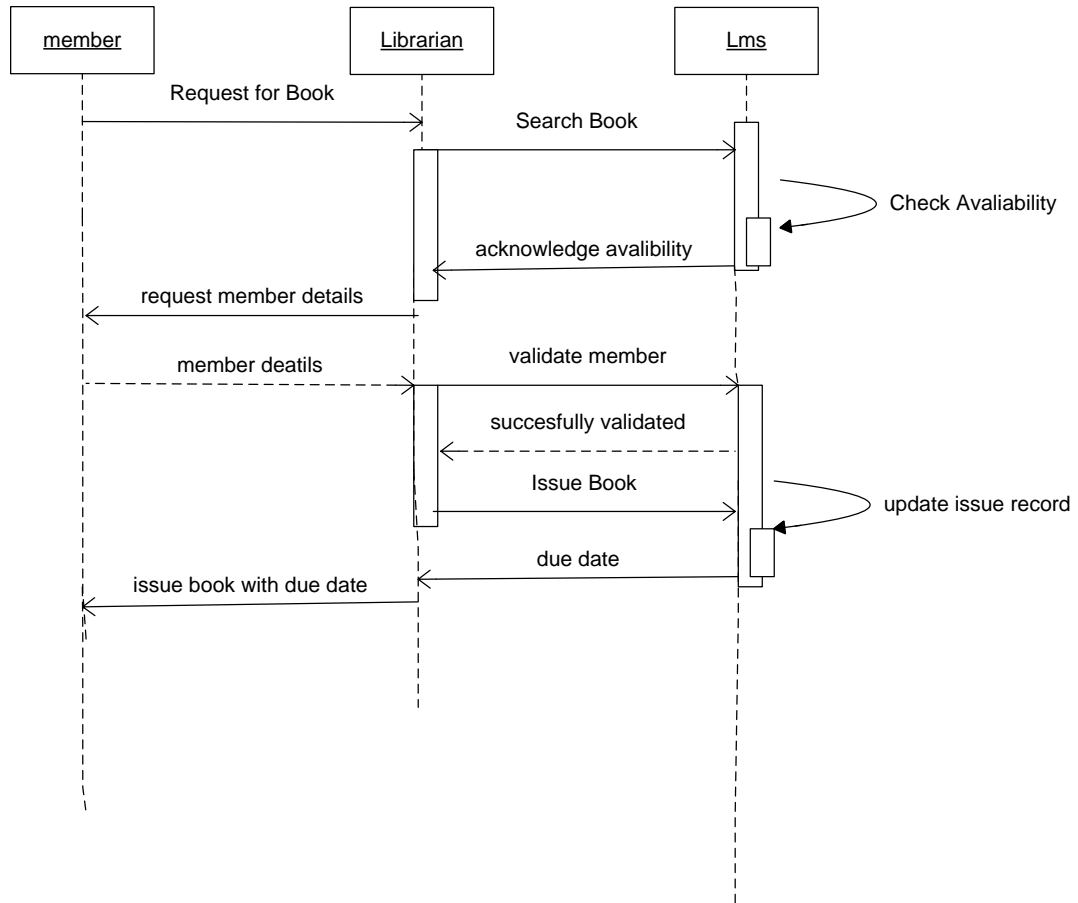 member
Librarian
Lms
Request for Book
Search Book
Check Avaliability
acknowledge avalibility
request member details
member deatils
validate member
succesfully validated
Issue Book
update issue record
due date
issue book with due date